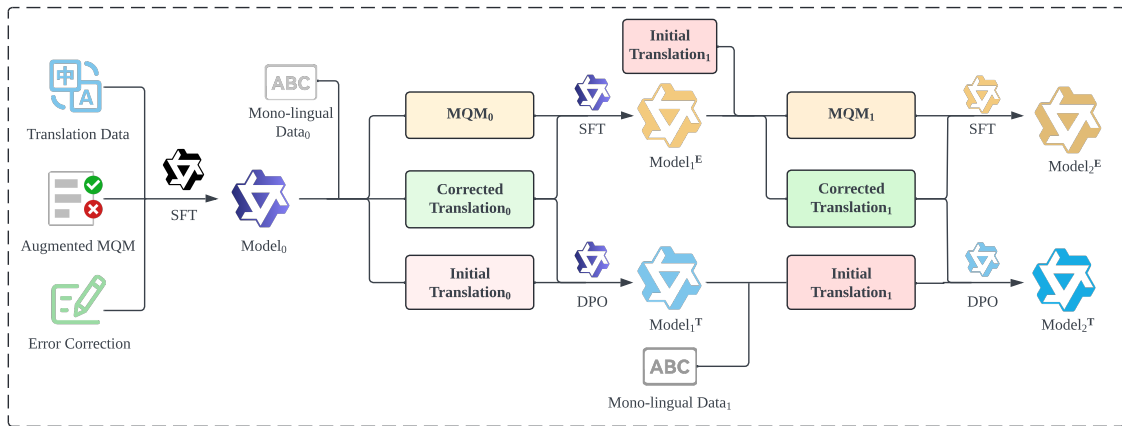 中
A
Translation Data
Augmented MQM
Error Correction
SFT
Model₀
ABC
Mono-lingual
Data₀
MQM₀
Corrected
Translation₀
Initial
Translation₀
SFT
DPO
Initial
Translation₁
Model₁ᴱ
Model₁ᵀ
ABC
Mono-lingual Data₁
MQM₁
Corrected
Translation₁
Initial
Translation₁
SFT
DPO
Model₂ᴱ
Model₂ᵀ